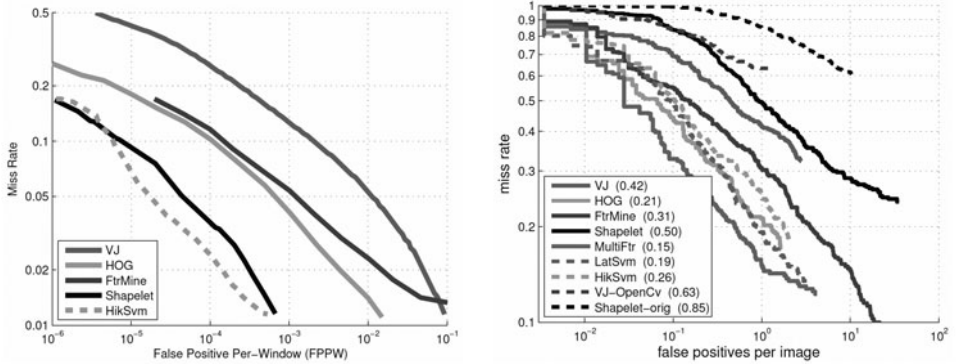 0.5
0.2
0.1
0.05
0.02
0.01
Miss Rate
VJ
HOG
FtrMine
Shapelet
HikSvm
10^-6
10^-5
10^-4
10^-3
10^-2
10^-1
False Positive Per-Window (FPPW)
1
0.9
0.8
0.7
0.6
0.5
0.4
0.3
0.2
0.1
miss rate
VJ (0.42)
HOG (0.21)
FtrMine (0.31)
Shapelet (0.50)
MultiFtr (0.15)
LatSvm (0.19)
HikSvm (0.26)
VJ-OpenCv (0.63)
Shapelet-orig (0.85)
10^-2
10^-1
10^0
10^1
10^2
false positives per image